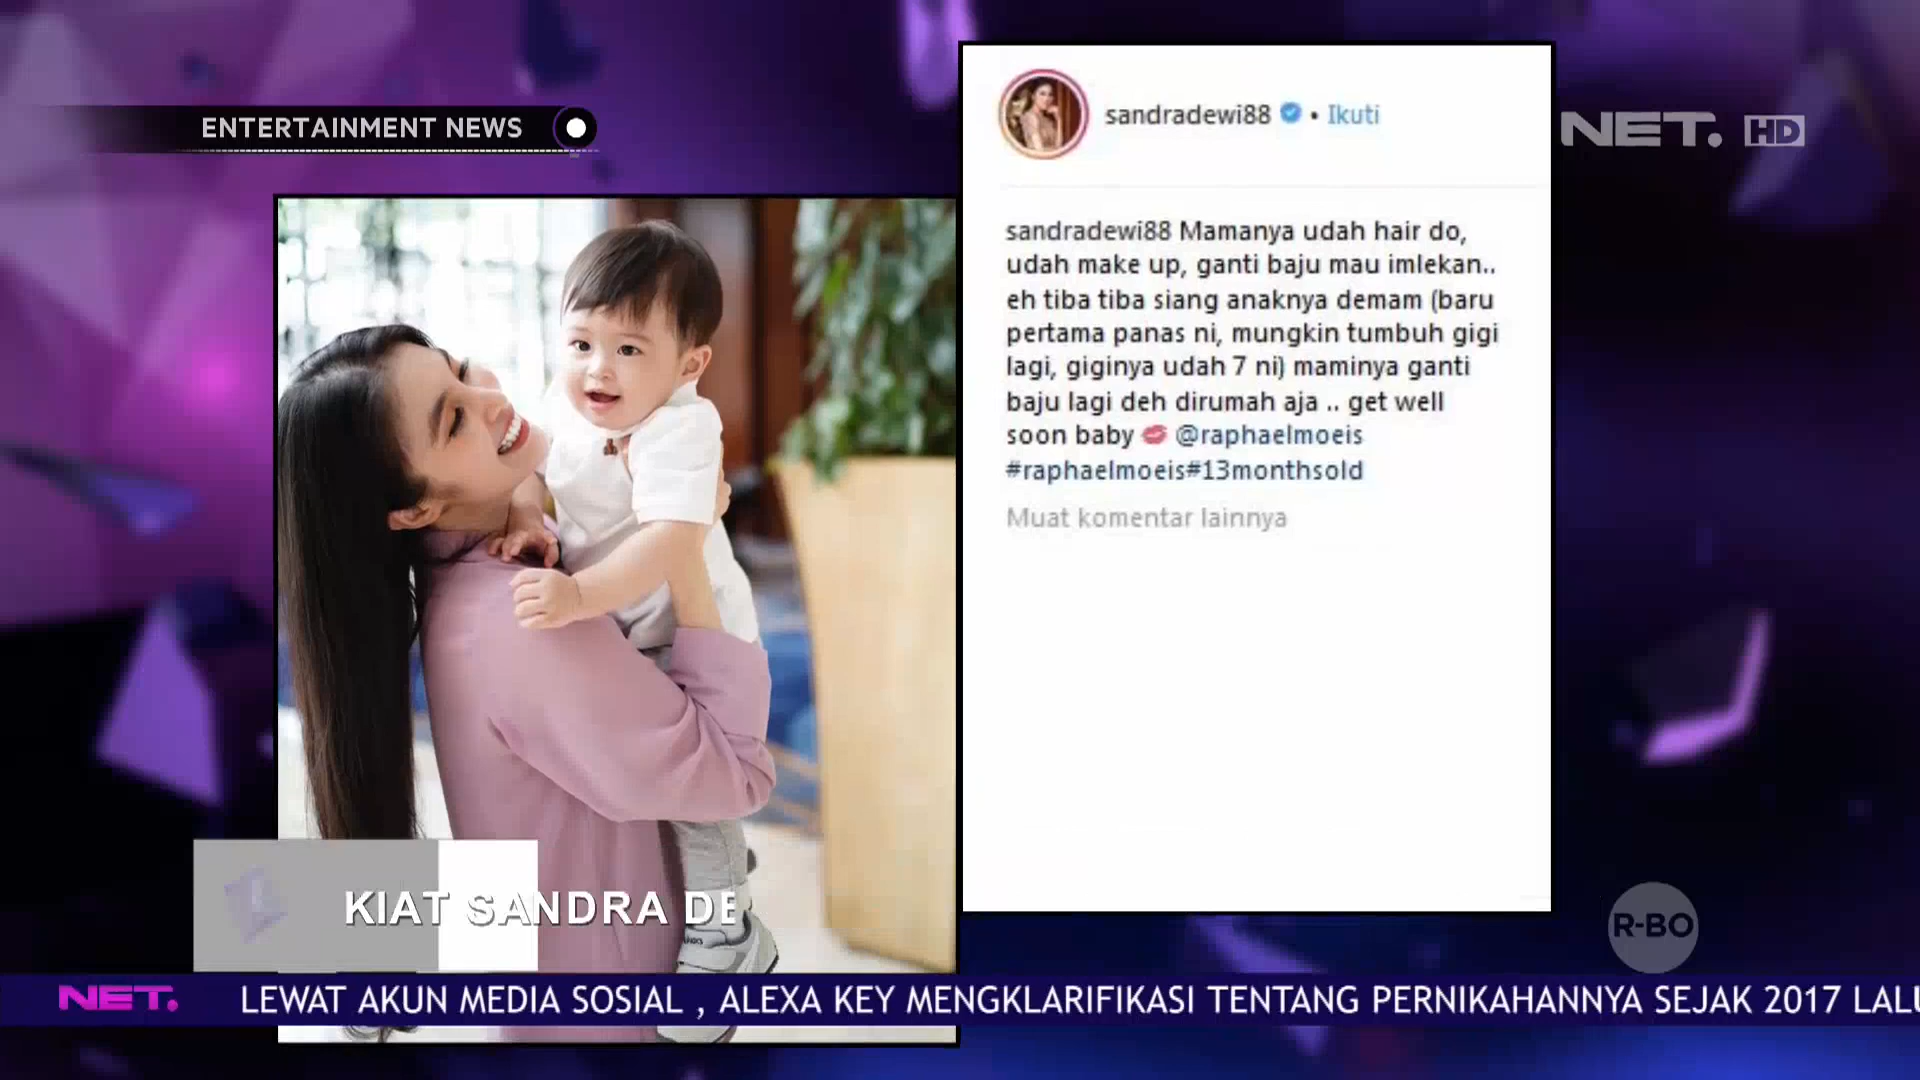 ENTERTAINMENT NEWS
sandradewi88 • Ikuti
NET. HD
sandradewi88 Mamanya udah hair do,
udah make up, ganti baju mau imlekan..
eh tiba tiba siang anaknya demam (baru
pertama panas ni, mungkin tumbuh gigi
lagi, giginya udah 7 ni) maminya ganti
baju lagi deh dirumah aja .. get well
soon baby 💋 @raphaelmoeis
#raphaelmoeis#13monthsold
Muat komentar lainnya
KIAT SANDRA DE
R-BO
NET. LEWAT AKUN MEDIA SOSIAL , ALEXA KEY MENGKLARIFIKASI TENTANG PERNIKAHANNYA SEJAK 2017 LALU